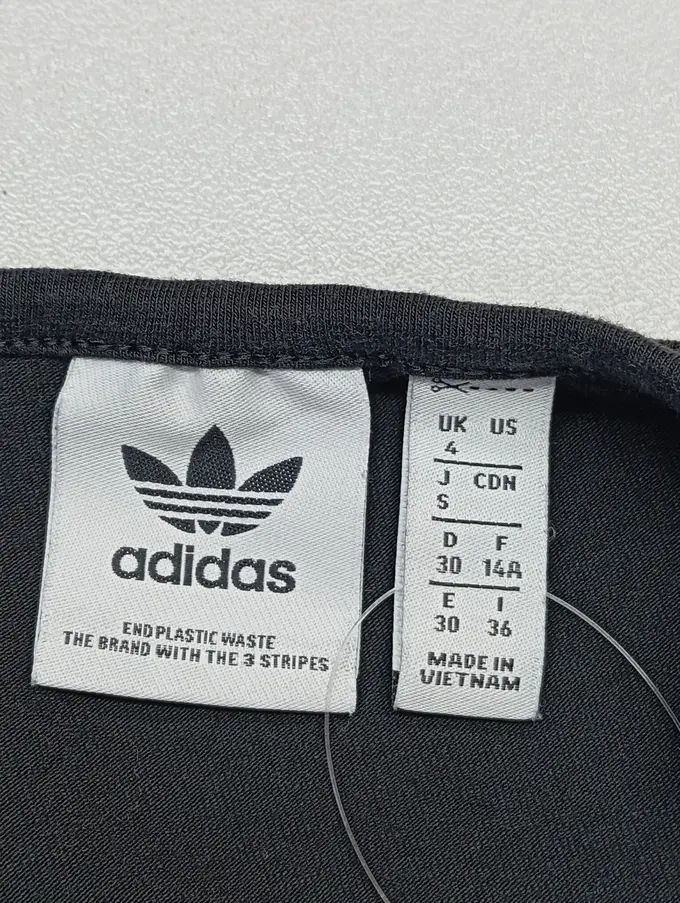 adidas
END PLASTIC WASTE
THE BRAND WITH THE 3 STRIPES
UK US
4
J CDN
S
D F
30 14A
E I
30 36
MADE IN
VIETNAM